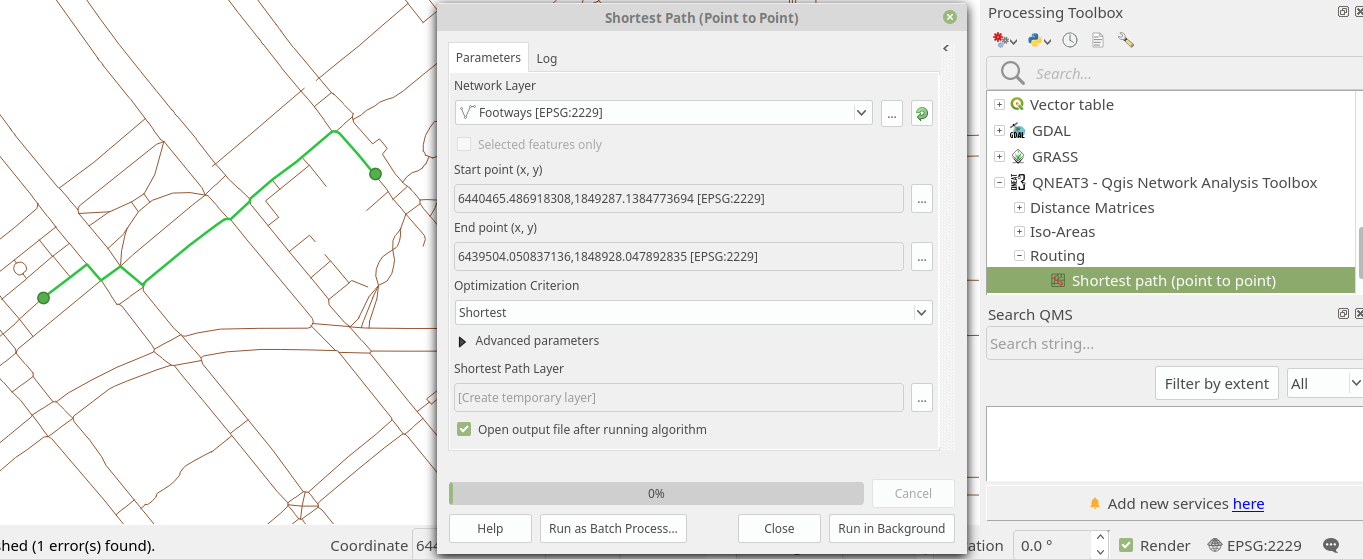 Shortest Path (Point to Point)
Parameters
Log
Network Layer
Footways [EPSG:2229]
...
Selected features only
Start point (x, y)
6440465.486918308,1849287.1384773694 [EPSG:2229]
...
End point (x, y)
6439504.050837136,1848928.047892835 [EPSG:2229]
...
Optimization Criterion
Shortest
Advanced parameters
Shortest Path Layer
[Create temporary layer]
...
Open output file after running algorithm
0%
Cancel
Help
Run as Batch Process...
Close
Run in Background
Processing Toolbox
Search...
Vector table
GDAL
GRASS
QNEAT3 - Qgis Network Analysis Toolbox
Distance Matrices
Iso-Areas
Routing
Shortest path (point to point)
Search QMS
Search string...
Filter by extent
All
Add new services here
hed (1 error(s) found).
Coordinate
644
ation
0.0 °
Render
EPSG:2229